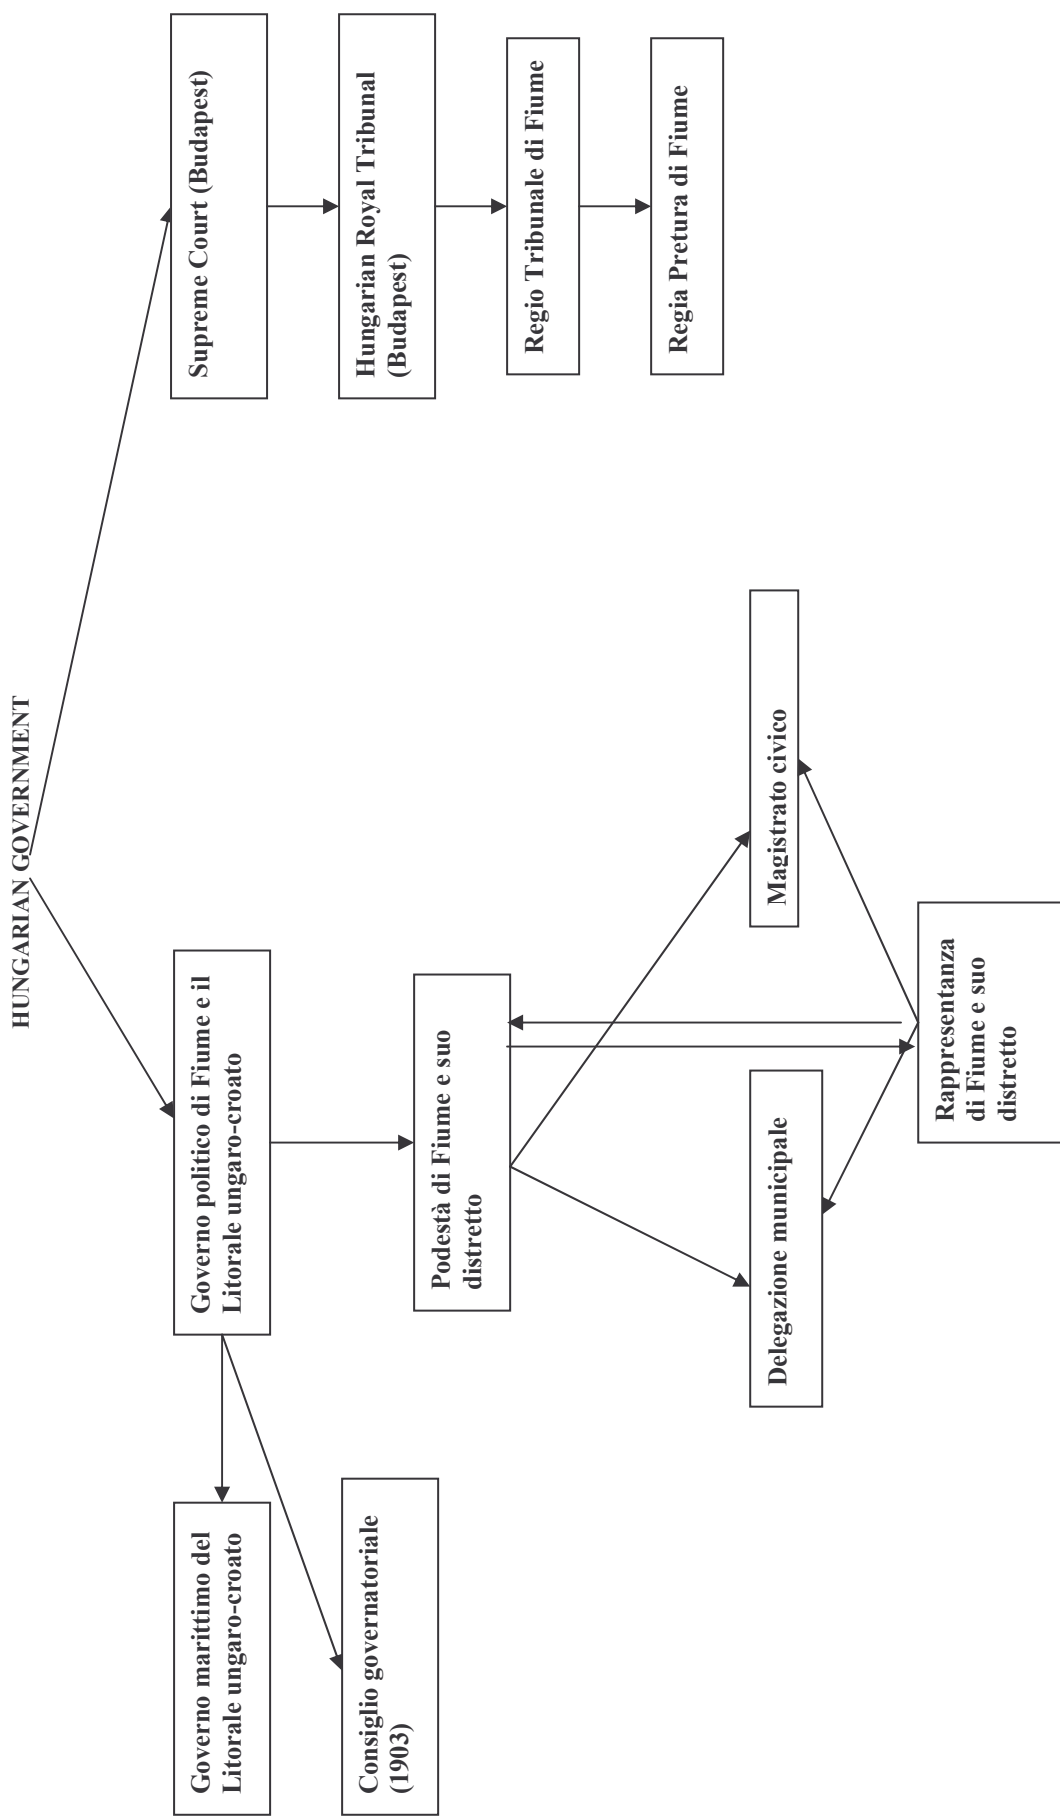 HUNGARIAN GOVERNMENT
Governo marittimo del
Litorale ungaro-croato
Governo politico di Fiume e il
Litorale ungaro-croato
Supreme Court (Budapest)
Consiglio governatoriale
(1903)
Hungarian Royal Tribunal
(Budapest)
Podestà di Fiume e suo
distretto
Regio Tribunale di Fiume
Regia Pretura di Fiume
Delegazione municipale
Magistrato civico
Rappresentanza
di Fiume e suo
distretto